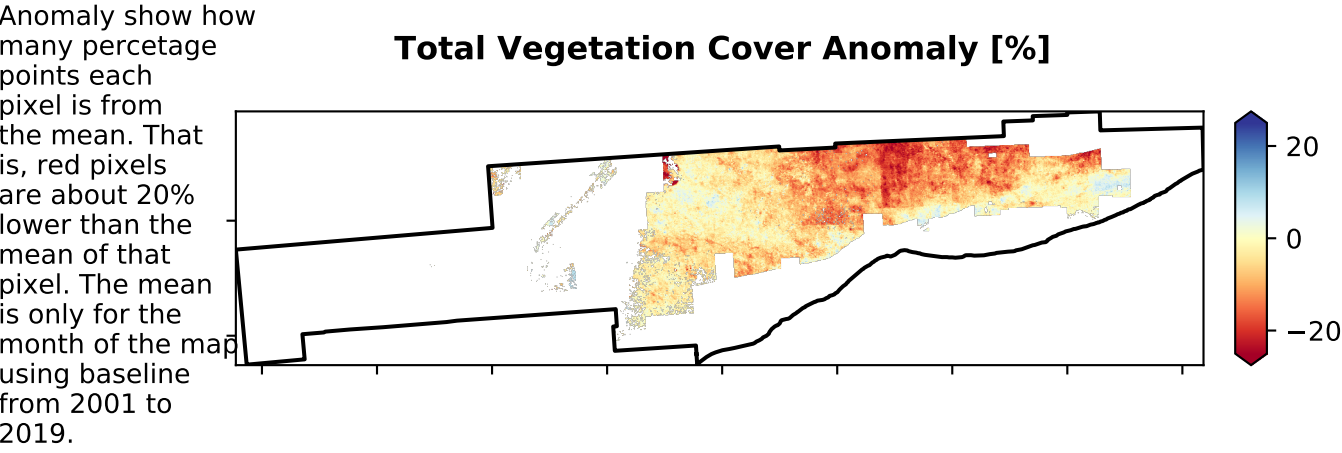 Anomaly show how
many percetage
points each
pixel is from
the mean. That
is, red pixels
are about 20%
lower than the
mean of that
pixel. The mean
is only for the
month of the map
using baseline
from 2001 to
2019.
Total Vegetation Cover Anomaly [%]
20
0
−20